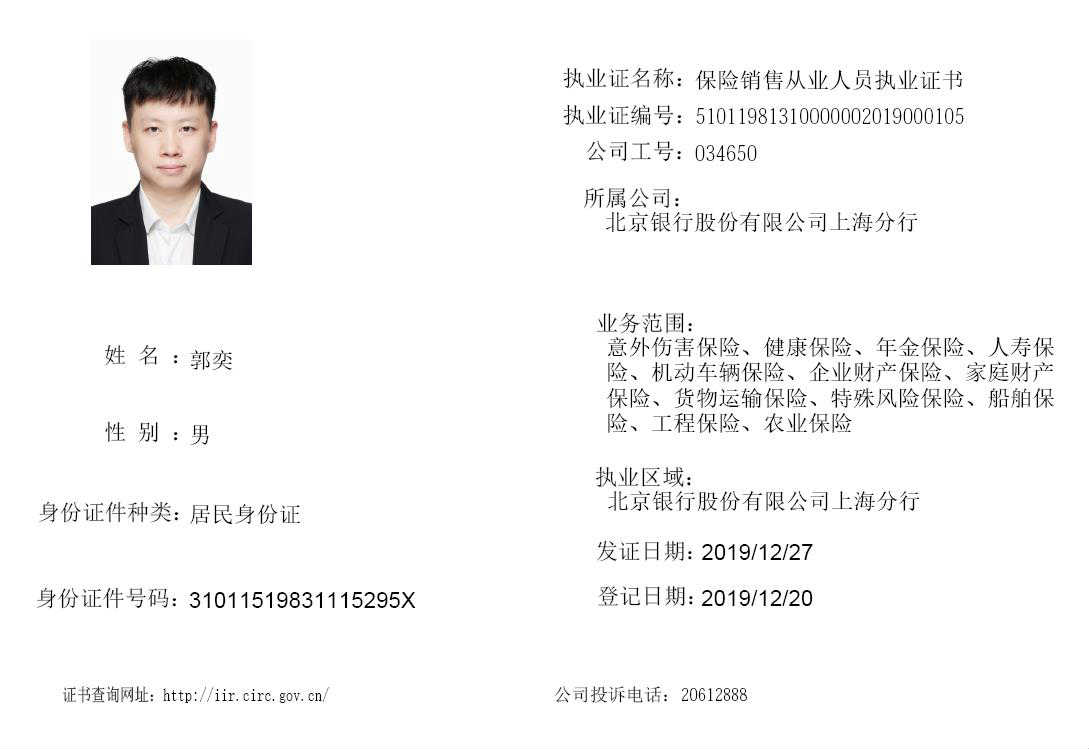 姓 名 ：郭奕
性 别 ：男
身份证件种类：居民身份证
身份证件号码：31011519831115295X
证书查询网址：http://iir.circ.gov.cn/
执业证名称：保险销售从业人员执业证书
执业证编号：51011981310000002019000105
公司工号：034650
所属公司：
北京银行股份有限公司上海分行
业务范围：
意外伤害保险、健康保险、年金保险、人寿保
险、机动车辆保险、企业财产保险、家庭财产
保险、货物运输保险、特殊风险保险、船舶保
险、工程保险、农业保险
执业区域：
北京银行股份有限公司上海分行
发证日期：2019/12/27
登记日期：2019/12/20
公司投诉电话：20612888